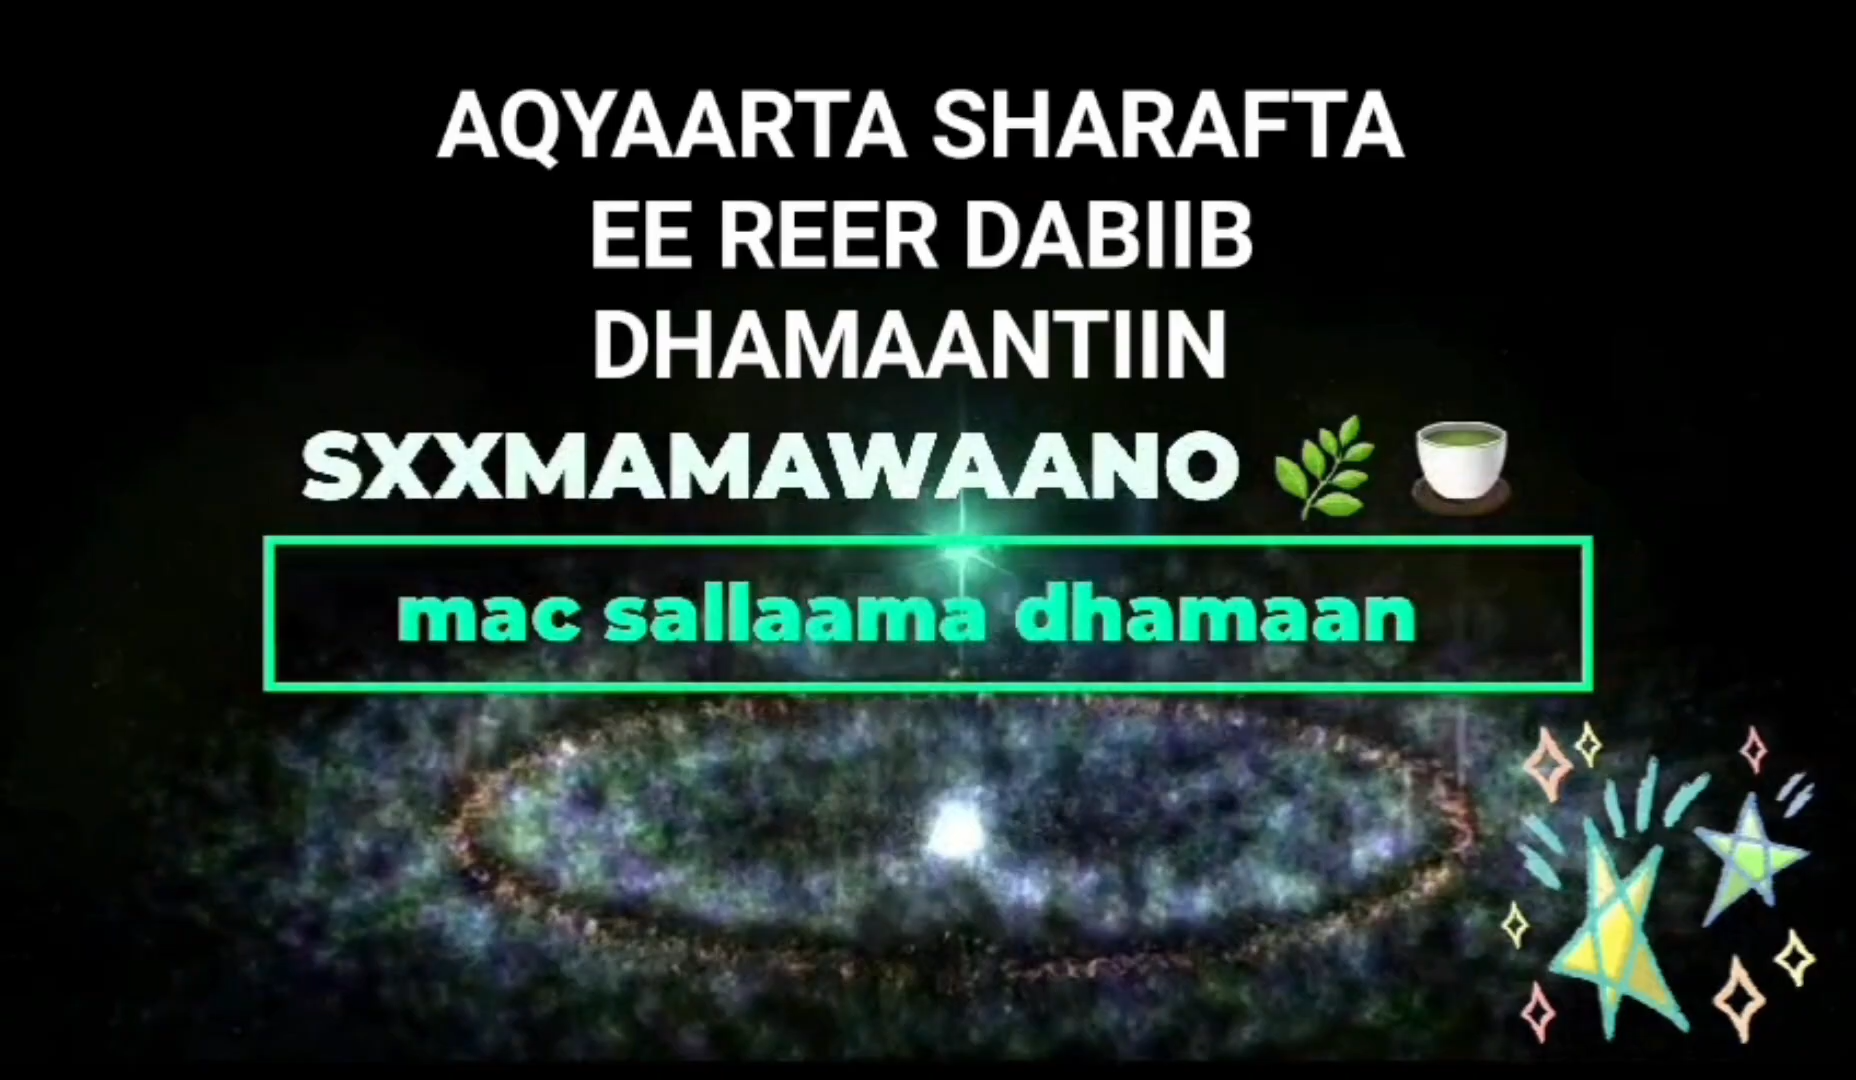 AQYAARTA SHARAFTA
EE REER DABIIB
DHAMAANTIIN
SXXMAMAWAANO 🌿 🍵
mac sallaama dhamaan